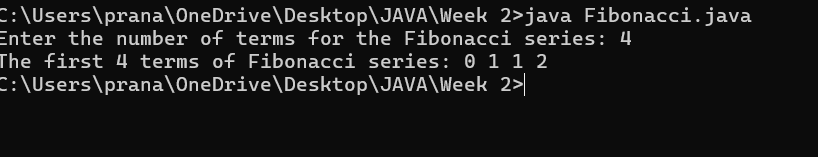 C:\Users\prana\OneDrive\Desktop\JAVA\Week 2>java Fibonacci.java
Enter the number of terms for the Fibonacci series: 4
The first 4 terms of Fibonacci series: 0 1 1 2
C:\Users\prana\OneDrive\Desktop\JAVA\Week 2>